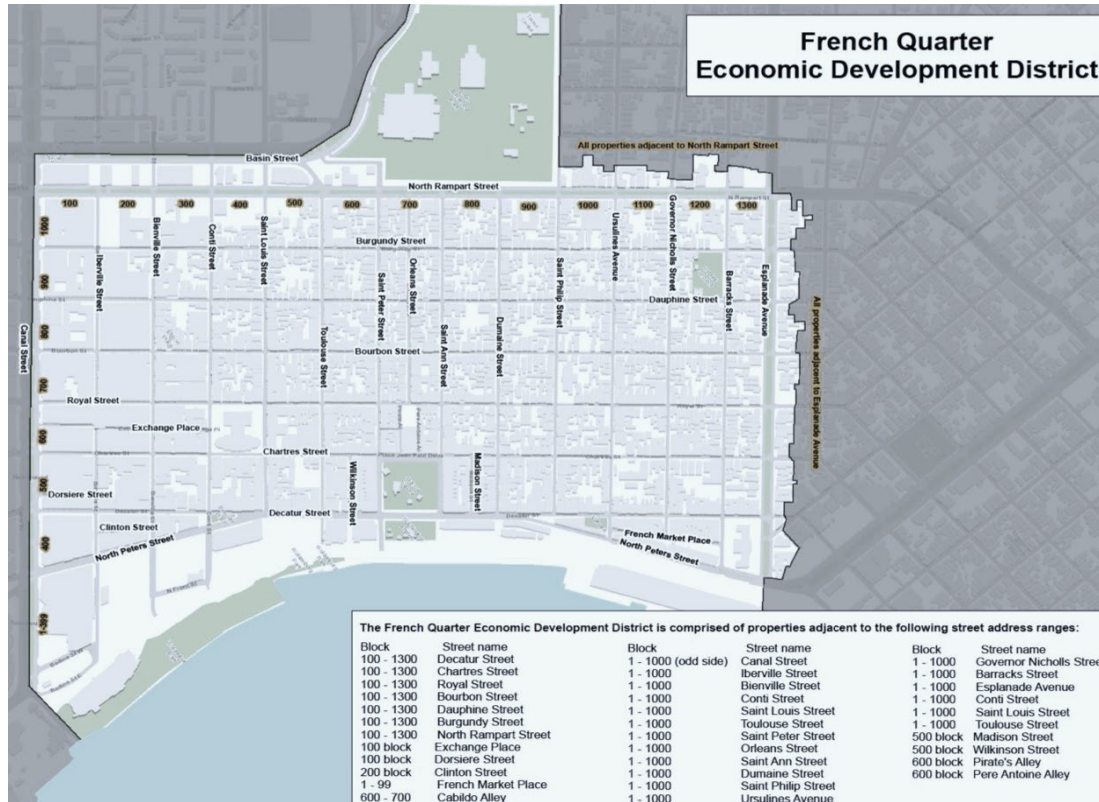 French Quarter
Economic Development District
All properties adjacent to North Rampart Street
Basin Street
North Rampart Street
N Rampart St
100
200
300
400
500
600
700
800
900
1000
1100
1200
1300
1000
900
800
700
600
500
400
1-399
Canal Street
Iberville Street
Bienville Street
Conti Street
Saint Louis Street
Toulouse Street
Saint Peter Street
Orleans Street
Saint Ann Street
Dumaine Street
Saint Philip Street
Ursulines Avenue
Governor Nicholls Street
Barracks Street
Esplanade Avenue
All properties adjacent to Esplanade Avenue
Burgundy Street
Dauphine Street
Bourbon Street
Royal Street
Exchange Place
Chartres Street
Dorsiere Street
Wilkinson Street
Madison Street
Decatur Street
Clinton Street
North Peters Street
French Market Place
North Peters Street
N Front St
The French Quarter Economic Development District is comprised of properties adjacent to the following street address ranges:
Block Street name
100 - 1300 Decatur Street
100 - 1300 Chartres Street
100 - 1300 Royal Street
100 - 1300 Bourbon Street
100 - 1300 Dauphine Street
100 - 1300 Burgundy Street
100 - 1300 North Rampart Street
100 block Exchange Place
100 block Dorsiere Street
200 block Clinton Street
1 - 99 French Market Place
600 - 700 Cabildo Alley
Block Street name
1 - 1000 (odd side) Canal Street
1 - 1000 Iberville Street
1 - 1000 Bienville Street
1 - 1000 Conti Street
1 - 1000 Saint Louis Street
1 - 1000 Toulouse Street
1 - 1000 Saint Peter Street
1 - 1000 Orleans Street
1 - 1000 Saint Ann Street
1 - 1000 Dumaine Street
1 - 1000 Saint Philip Street
1 - 1000 Ursulines Avenue
Block Street name
1 - 1000 Governor Nicholls Stree
1 - 1000 Barracks Street
1 - 1000 Esplanade Avenue
1 - 1000 Conti Street
1 - 1000 Saint Louis Street
1 - 1000 Toulouse Street
500 block Madison Street
500 block Wilkinson Street
600 block Pirate's Alley
600 block Pere Antoine Alley